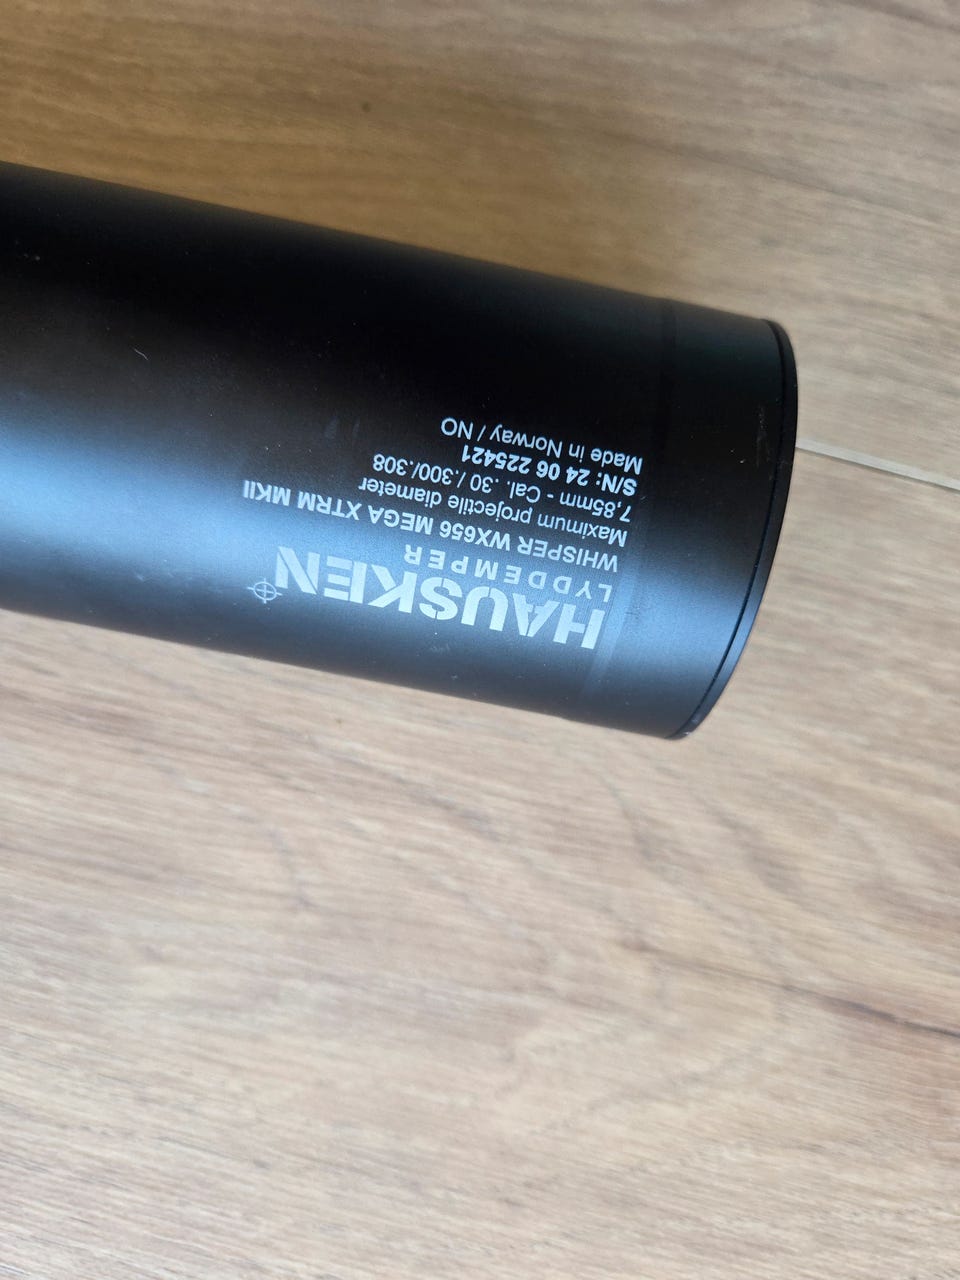 HAUSKEN
LYDDEMPER
WHISPER WX656 MEGA XTRM MKII
Maximum projectile diameter
7.85mm - Cal. .30 / .300/.308
S/N: 24 06 225421
Made in Norway / NO